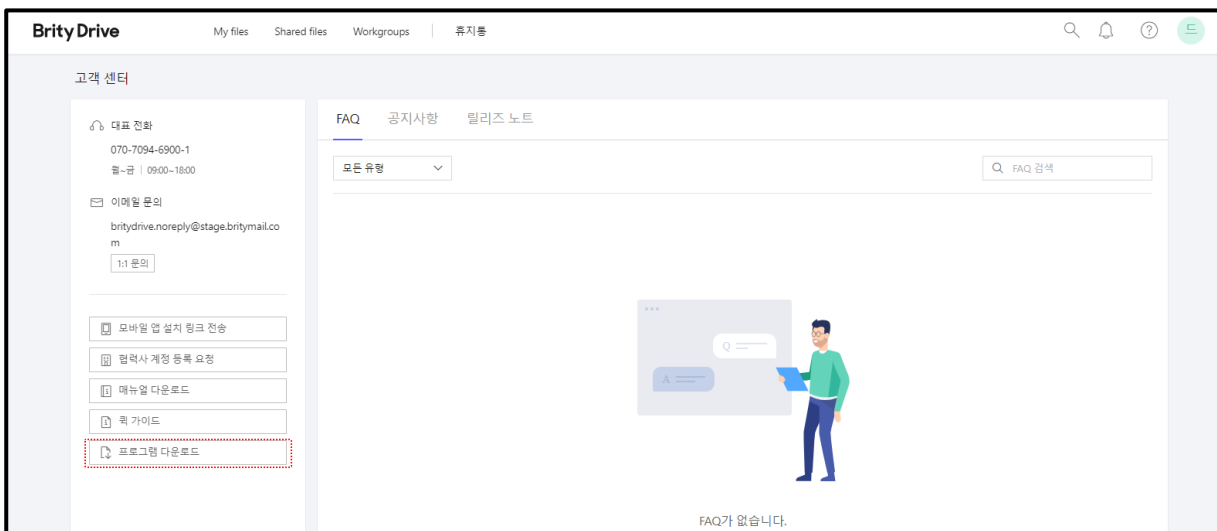 Brity Drive My files Shared files Workgroups 휴지통 드
고객 센터
대표 전화
070-7094-6900-1
월~금 | 09:00~18:00
이메일 문의
britydrive.noreply@stage.britymail.co
m
1:1 문의
모바일 앱 설치 링크 전송
협력사 계정 등록 요청
매뉴얼 다운로드
퀵 가이드
프로그램 다운로드
FAQ 공지사항 릴리즈 노트
모든 유형 FAQ 검색
Q
A
FAQ가 없습니다.